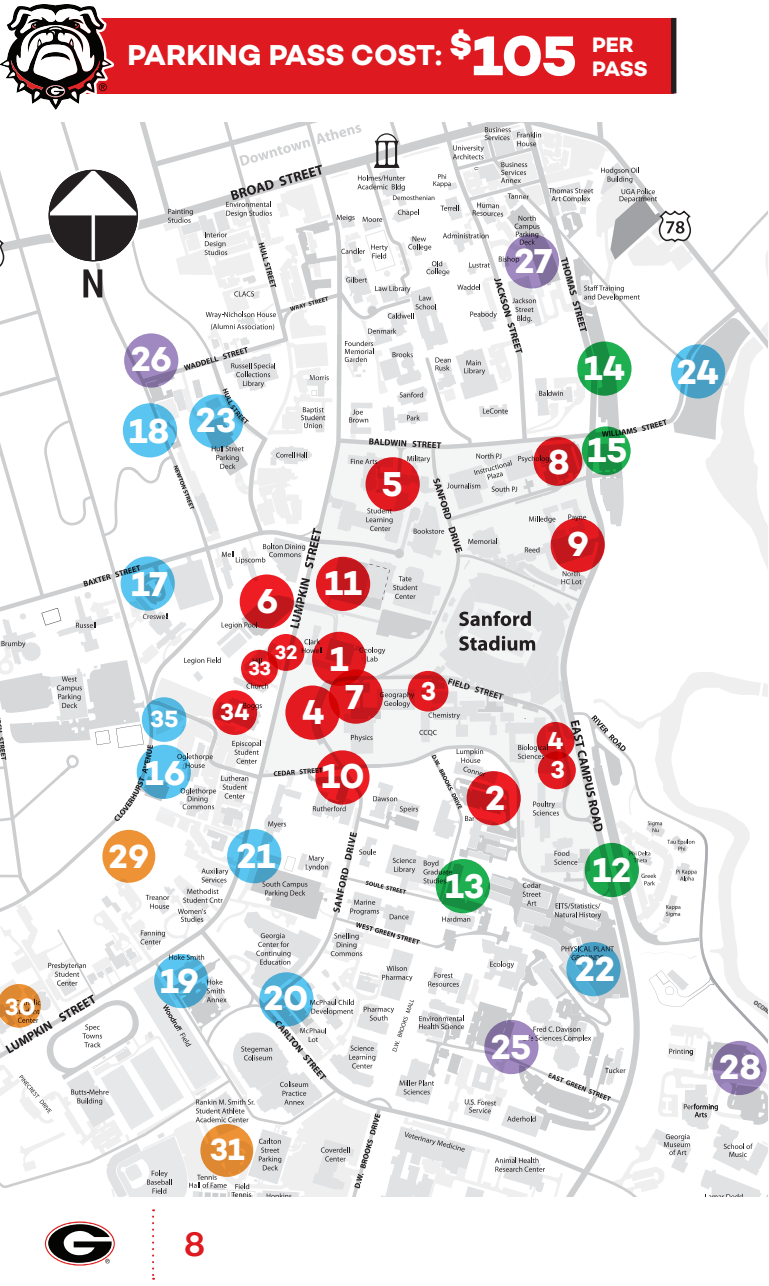 PARKING PASS COST: $105 PER
PASS
Downtown Athens
BROAD STREET
Business
Services
Franklin
House
University
Architects
Business
Services
Annex
Hodgson Oil
Building
Holmes/Hunter
Academic Bldg
Phi
Kappa
Thomas Street
Art Complex
UGA Police
Department
Demosthenian
Tanner
Painting
Studios
Environmental
Design Studios
Meigs
Moore
Chapel
Terrell
Human
Resources
North
Campus
Parking
Deck
78
Interior
Design
Studios
HULL STREET
New
College
Administration
Candler
Herty
Field
Old
College
Lustrat
Bishop
27
THOMAS STREET
N
Gilbert
Law Library
Waddel
JACKSON STREET
Staff Training
and Development
CLACS
WRAY STREET
Law
School
Jackson
Street
Bldg.
Wray-Nicholson House
(Alumni Association)
Caldwell
Peabody
Denmark
26
WADDELL STREET
Founders
Memorial
Garden
Brooks
Dean
Rusk
Main
Library
14
24
Russell Special
Collections
Library
Morris
Sanford
Baldwin
HULL STREET
23
18
Baptist
Student
Union
Joe
Brown
Park
LeConte
WILLIAMS STREET
Hull Street
Parking
Deck
Correll Hall
BALDWIN STREET
15
NEWTON STREET
Fine Arts
Military
North PJ
Psychology
8
5
Instructional
Plaza
SANFORD DRIVE
Journalism
South PJ
Student
Learning
Center
Bookstore
Milledge
Payne
Memorial
Reed
9
LUMPKIN STREET
Bolton Dining
Commons
Mell
Lipscomb
BAXTER STREET
17
Creswell
11
Tate
Student
Center
North
HC Lot
6
Russell
Legion Pool
Sanford
Stadium
Brumby
Clark
Howell
32
1
Geology
Lab
Legion Field
33
Church
West
Campus
Parking
Deck
7
3
FIELD STREET
Geography
Geology
34
Boggs
4
Chemistry
35
Physics
CCQC
4
RIVER ROAD
EAST CAMPUS ROAD
Episcopal
Student
Center
Biological
Sciences
Oglethorpe
House
16
Lumpkin
House
3
CLOVERHURST AVENUE
CEDAR STREET
10
D.W. BROOKS DRIVE
2
Lutheran
Student
Center
Oglethorpe
Dining
Commons
Rutherford
Dawson
Speirs
Poultry
Sciences
Myers
Sigma
Nu
SANFORD DRIVE
Tau Epsilon
Phi
29
21
Mary
Lyndon
Soule
Science
Library
Boyd
Graduate
Studies
Food
Science
12
Phi Delta
Theta
Auxiliary
Services
South Campus
Parking Deck
SOULE STREET
13
Greek
Park
Pi Kappa
Alpha
Treanor
House
Methodist
Student Cntr
Cedar
Street
Art
Marine
Programs
Women's
Studies
Dance
Hardman
EITS/Statistics/
Natural History
Kappa
Sigma
WEST GREEN STREET
Fanning
Center
Georgia
Center for
Continuing
Education
Snelling
Dining
Commons
Hoke Smith
PHYSICAL PLANT
Presbyterian
Student
Center
19
Hoke
Smith
Annex
Wilson
Pharmacy
Forest
Resources
Ecology
22
30
Center
LUMPKIN STREET
20
McPhaul Child
Development
Pharmacy
South
D.W. BROOKS MALL
Woodruff Field
Environmental
Health Science
Spec
Towns
Track
McPhaul
Lot
CARLTON STREET
25
Fred C. Davison
Sciences Complex
Stegeman
Coliseum
Science
Learning
Center
Printing
28
Tucker
EAST GREEN STREET
PINECREST DRIVE
Butts-Mehre
Building
Coliseum
Practice
Annex
Miller Plant
Sciences
Rankin M. Smith Sr.
Student Athlete
Academic Center
U.S. Forest
Service
Performing
Arts
Aderhold
31
Carlton
Street
Parking
Deck
Coverdell
Center
D.W. BROOKS DRIVE
Veterinary Medicine
Georgia
Museum
of Art
School of
Music
Animal Health
Research Center
Foley
Baseball
Field
Tennis
Hall of Fame
Field
Tennis
Hopkins
Lamar Dodd
G
8